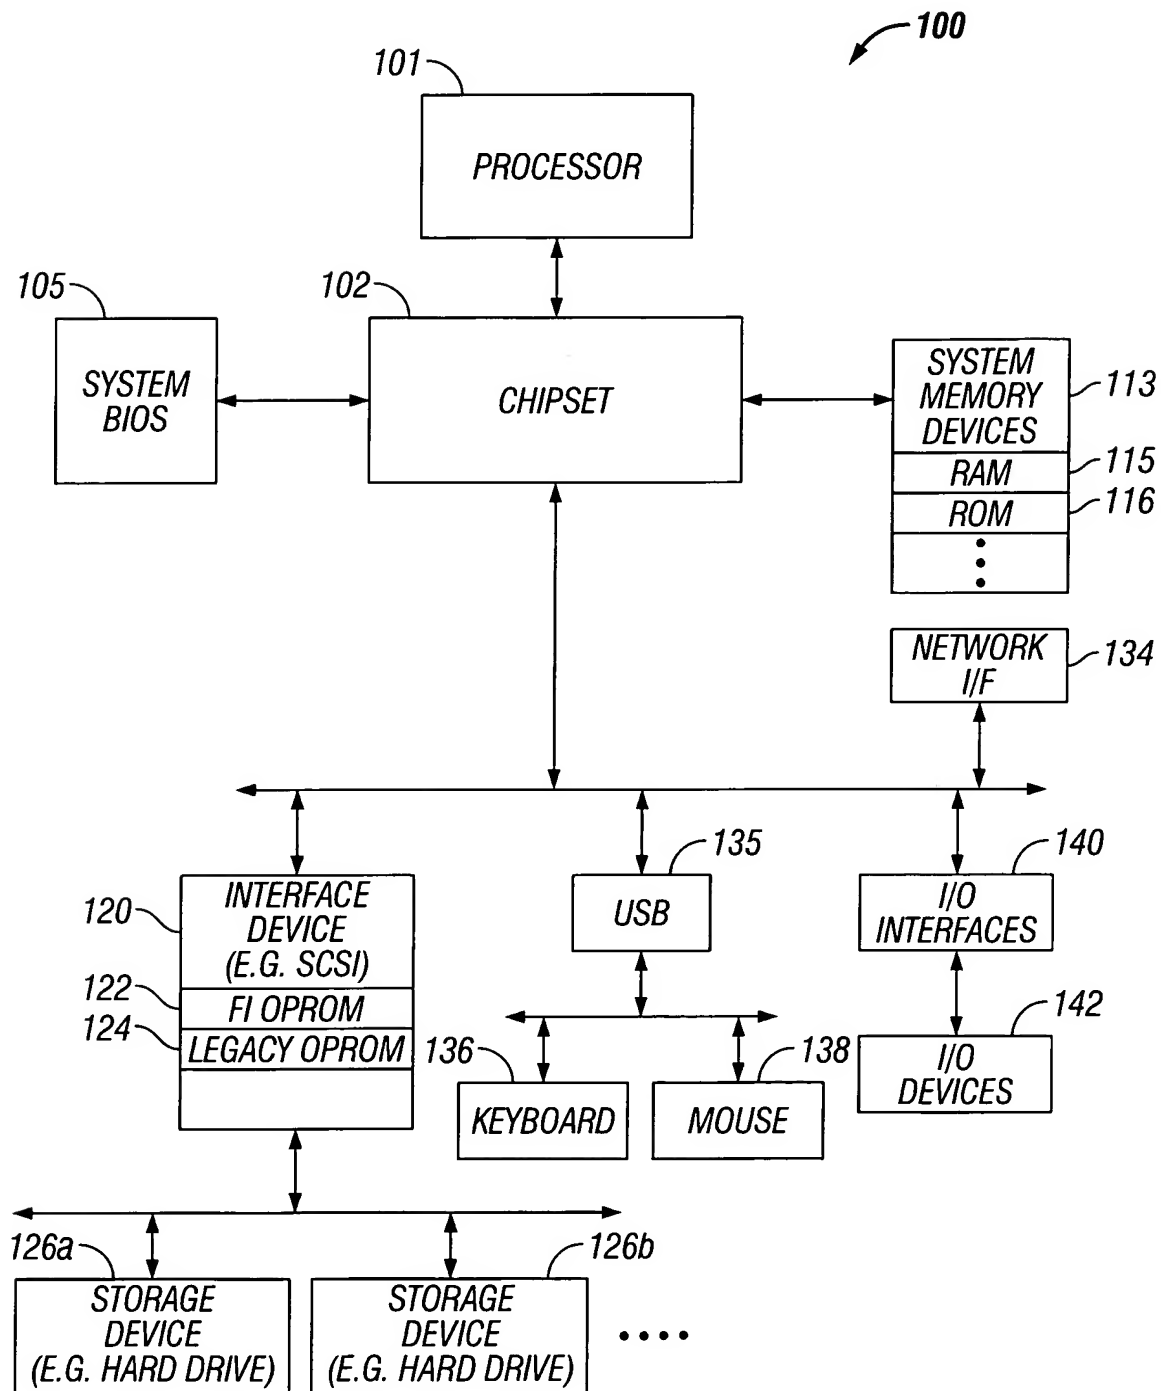 100
101
PROCESSOR
105
102
SYSTEM
BIOS
CHIPSET
SYSTEM
MEMORY
DEVICES
113
RAM
115
ROM
116
NETWORK
I/F
134
135
140
120
INTERFACE
DEVICE
(E.G. SCSI)
USB
I/O
INTERFACES
122
FI OPROM
124
LEGACY OPROM
136
138
142
KEYBOARD
MOUSE
I/O
DEVICES
126a
126b
STORAGE
DEVICE
(E.G. HARD DRIVE)
STORAGE
DEVICE
(E.G. HARD DRIVE)